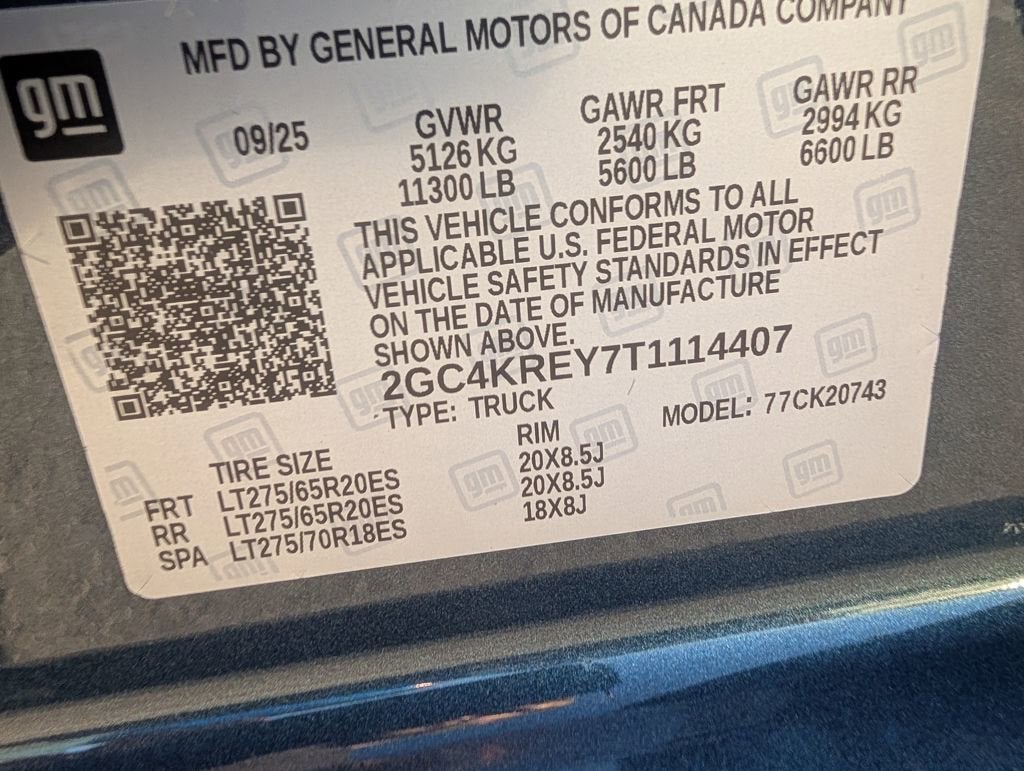 MFD BY GENERAL MOTORS OF CANADA COMPANY
gm
09/25
GVWR
5126 KG
11300 LB
GAWR FRT
2540 KG
5600 LB
GAWR RR
2994 KG
6600 LB
THIS VEHICLE CONFORMS TO ALL
APPLICABLE U.S. FEDERAL MOTOR
VEHICLE SAFETY STANDARDS IN EFFECT
ON THE DATE OF MANUFACTURE
SHOWN ABOVE.
2GC4KREY7T1114407
TYPE: TRUCK
MODEL: 77CK20743
TIRE SIZE RIM
FRT LT275/65R20ES 20X8.5J
RR LT275/65R20ES 20X8.5J
SPA LT275/70R18ES 18X8J